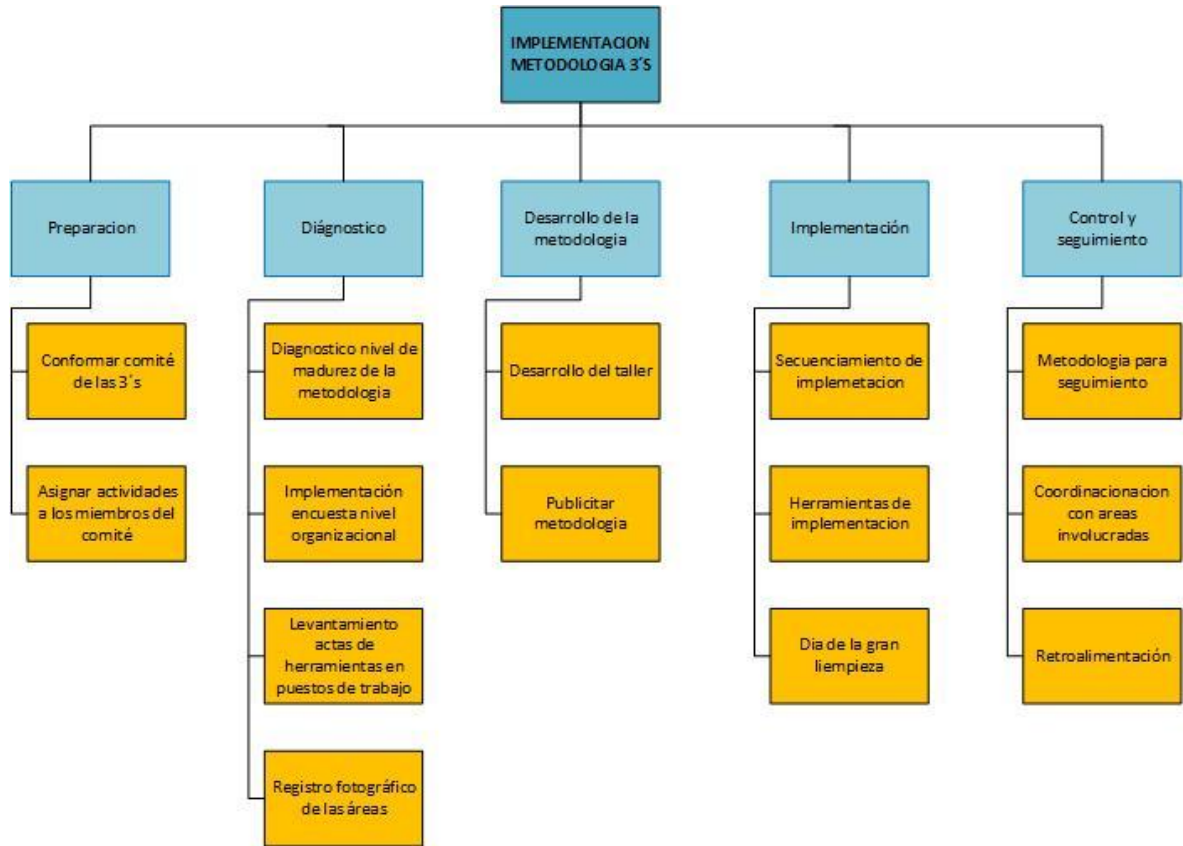 IMPLEMENTACION
METODOLOGIA 3´S
Preparacion
Diágnostico
Desarrollo de la
metodologia
Implementación
Control y
seguimiento
Conformar comité
de las 3´s
Diagnostico nivel de
madurez de la
metodologia
Desarrollo del taller
Secuenciamiento de
implemetacion
Metodologia para
seguimiento
Asignar actividades
a los miembros del
comité
Implementación
encuesta nivel
organizacional
Publicitar
metodologia
Herramientas de
implementacion
Coordinacionacion
con areas
involucradas
Levantamiento
actas de
herramientas en
puestos de trabajo
Dia de la gran
liempieza
Retroalimentación
Registro fotográfico
de las áreas